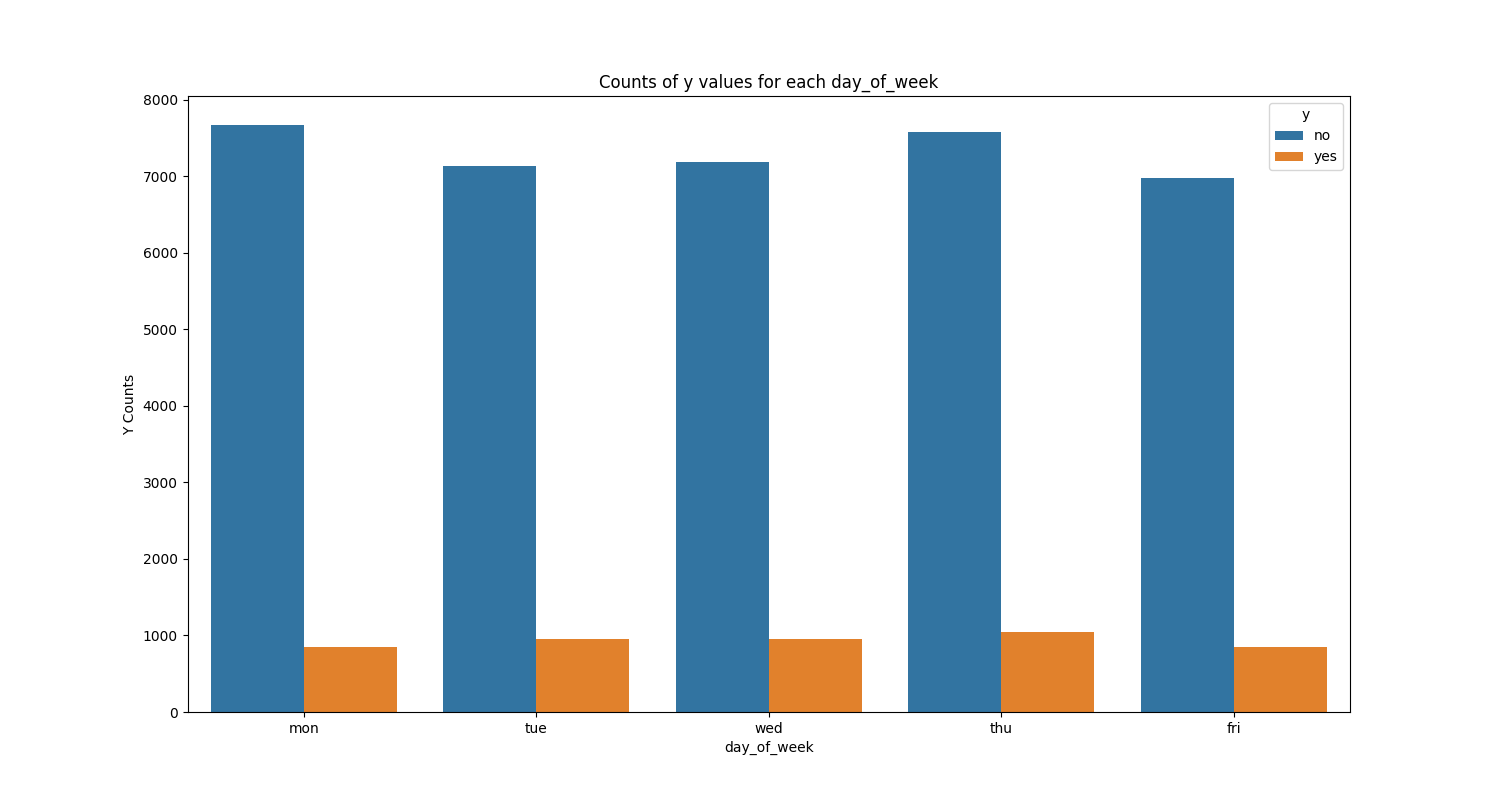 Counts of y values for each day_of_week
y
no
yes
8000
7000
6000
5000
4000
3000
2000
1000
0
Y Counts
mon tue wed thu fri
day_of_week